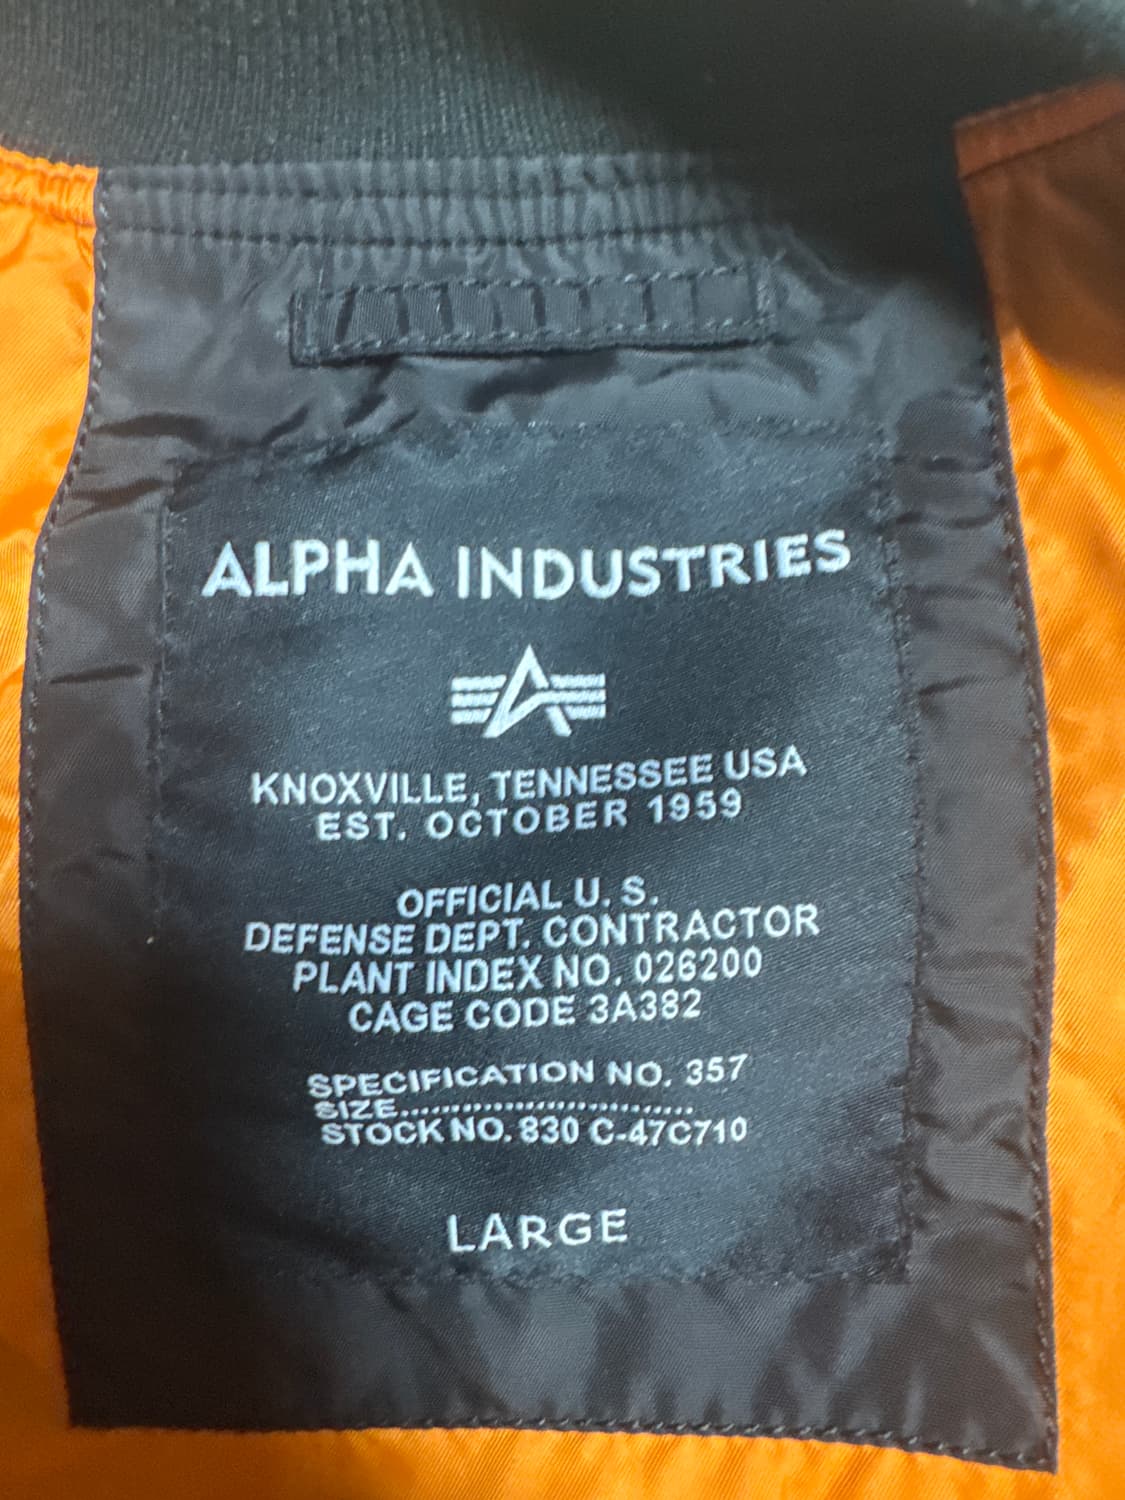 ALPHA INDUSTRIES
KNOXVILLE, TENNESSEE USA
EST. OCTOBER 1959
OFFICIAL U. S.
DEFENSE DEPT. CONTRACTOR
PLANT INDEX NO. 026200
CAGE CODE 3A382
SPECIFICATION NO. 357
SIZE..............................
STOCK NO. 830 C-47C710
LARGE